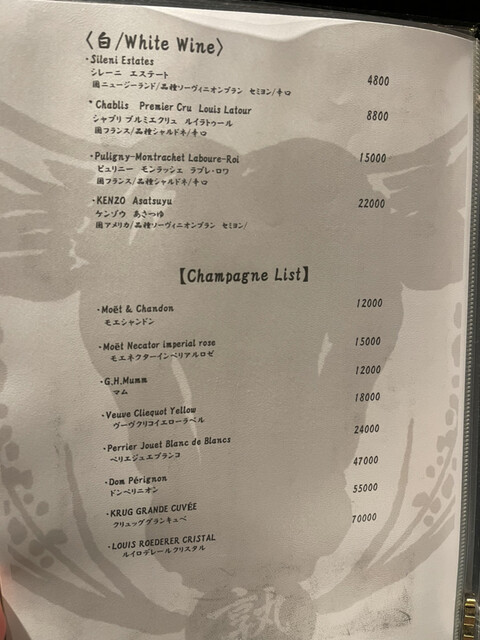 〈白/White Wine〉
・Sileni Estates
シレーニ エステート 4800
国ニュージーランド/品種ソーヴィニオンブラン セミヨン/辛口
・Chablis Premier Cru Louis Latour
シャブリ プルミエクリュ ルイラトゥール 8800
国フランス/品種シャルドネ/辛口
・Puligny-Montrachet Laboure-Roi 15000
ピュリニー モンラッシェ ラブレ・ロワ
国フランス/品種シャルドネ/辛口
・KENZO Asatsuyu 22000
ケンゾウ あさつゆ
国アメリカ/品種ソーヴィニオンブラン セミヨン/
【Champagne List】
・Moët & Chandon 12000
モエシャンドン
・Moët Necator imperial rose 15000
モエネクターインペリアルロゼ
・G.H.Mumm 12000
マム
・Veuve Clicquot Yellow 18000
ヴーヴクリコイエローラベル
・Perrier Jouet Blanc de Blancs 24000
ペリエジュエブランコ
・Dom Pérignon 47000
ドンペリニオン
・KRUG GRANDE CUVÉE 55000
クリュッググランキュベ
・LOUIS ROEDERER CRISTAL 70000
ルイロデレールクリスタル
熟